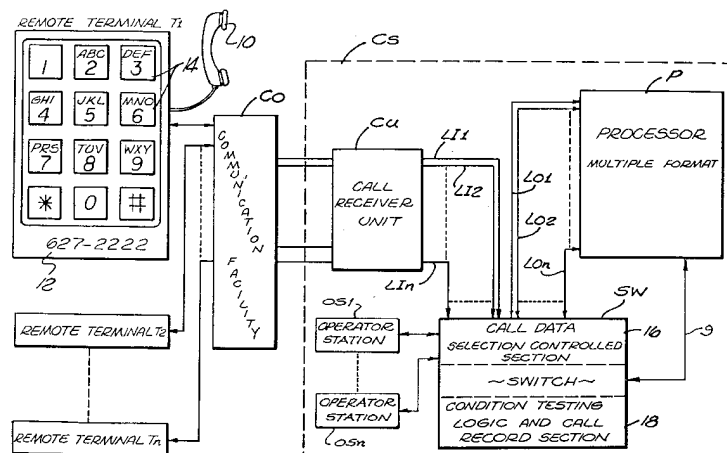 REMOTE TERMINAL T1
10
1
ABC
2
DEF
3
14
GHI
4
JKL
5
MNO
6
PRS
7
TUV
8
WXY
9
*
0
#
627-2222
12
REMOTE TERMINAL T2
REMOTE TERMINAL Tn
CO
COMMUNICATION FACILITY
CS
CU
CALL
RECEIVER
UNIT
LI1
LI2
LIn
LO1
LO2
LOn
P
PROCESSOR
MULTIPLE FORMAT
9
OS1
OPERATOR
STATION
OPERATOR
STATION
OSn
SW
CALL DATA
SELECTION CONTROLLED
SECTION
16
~SWITCH~
CONDITION TESTING
LOGIC AND CALL
RECORD SECTION
18